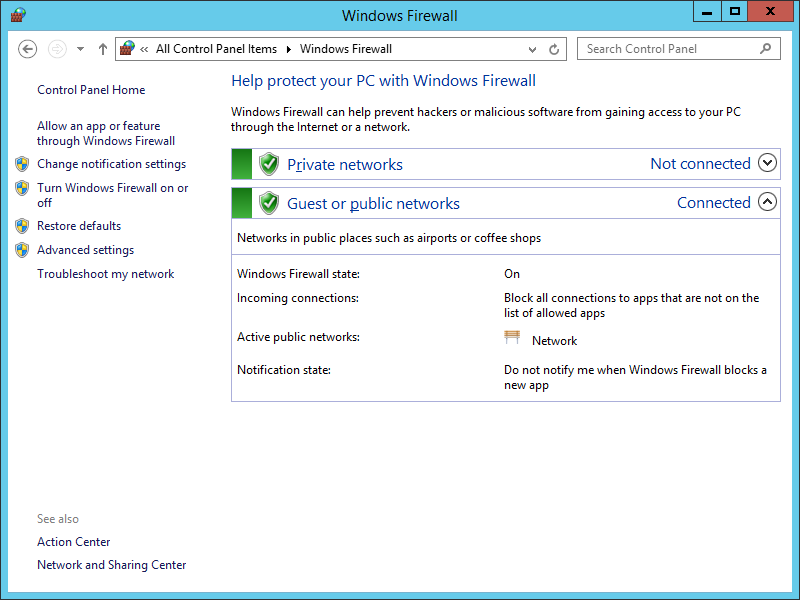 Windows Firewall
« All Control Panel Items Windows Firewall
Search Control Panel
Control Panel Home
Allow an app or feature
through Windows Firewall
Change notification settings
Turn Windows Firewall on or
off
Restore defaults
Advanced settings
Troubleshoot my network
See also
Action Center
Network and Sharing Center
Help protect your PC with Windows Firewall
Windows Firewall can help prevent hackers or malicious software from gaining access to your PC
through the Internet or a network.
Private networks Not connected
Guest or public networks Connected
Networks in public places such as airports or coffee shops
Windows Firewall state: On
Incoming connections: Block all connections to apps that are not on the
list of allowed apps
Active public networks: Network
Notification state: Do not notify me when Windows Firewall blocks a
new app